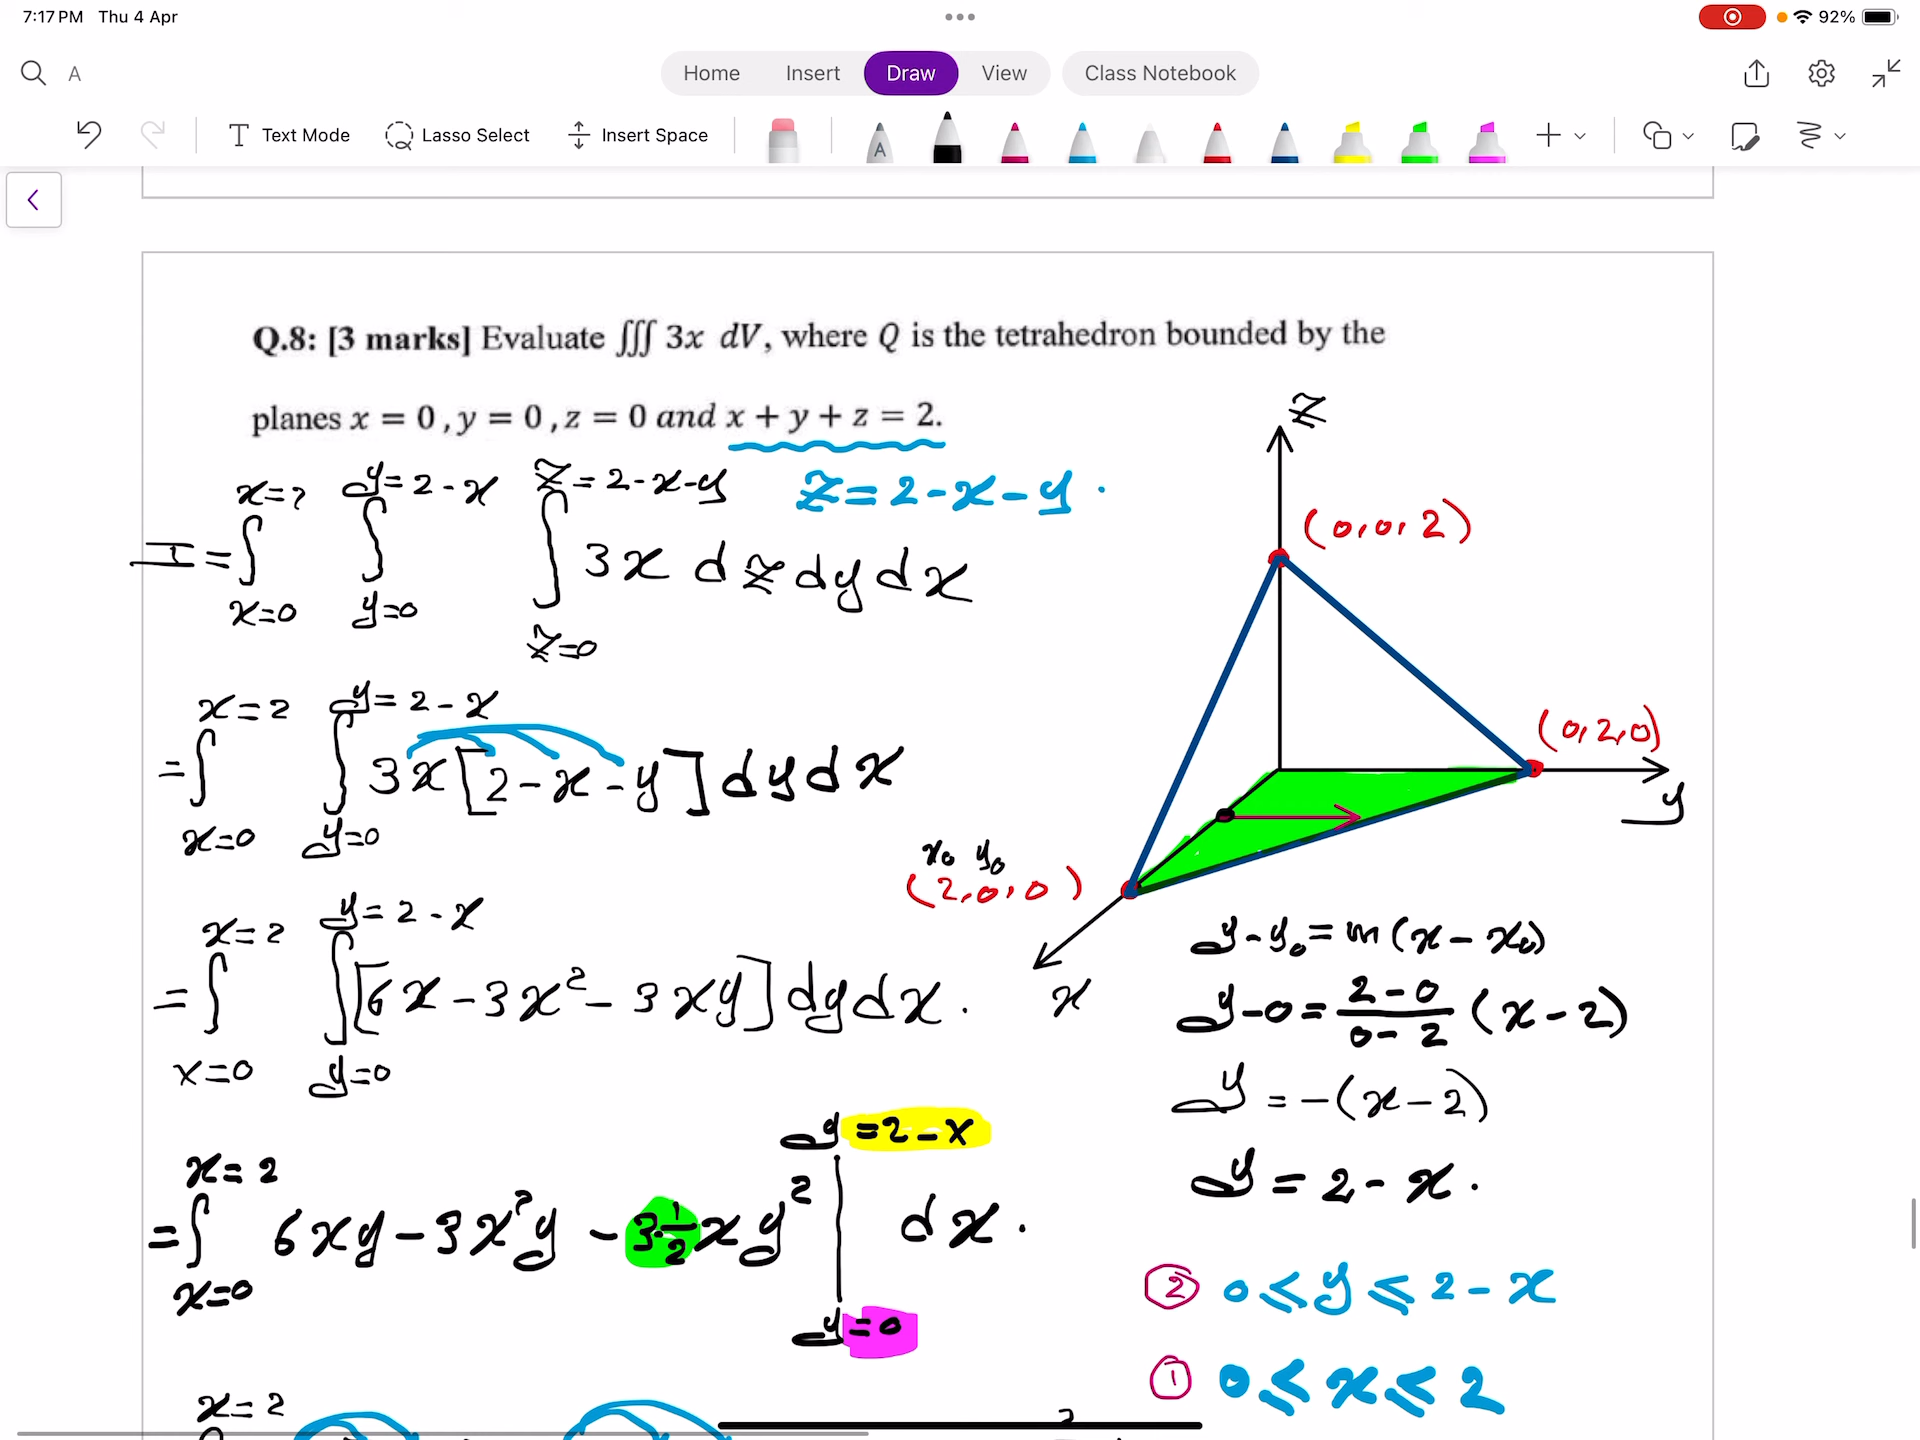 7:17 PM Thu 4 Apr
92%
A
Home Insert Draw View Class Notebook
Text Mode Lasso Select Insert Space
A
Q.8: [3 marks] Evaluate ∭ 3x dV, where Q is the tetrahedron bounded by the
planes x = 0 , y = 0 , z = 0 and x + y + z = 2.
z = 2 - x - y .
x=2 y=2-x z=2-x-y
I = ∫ ∫ ∫ 3x dz dy dx
x=0 y=0 z=0
x=2 y=2-x
= ∫ ∫ 3x [2-x-y] dy dx
x=0 y=0
x=2 y=2-x
= ∫ ∫ [6x-3x²-3xy] dy dx .
x=0 y=0
x=2 y=2-x
= ∫ 6xy-3x²y-3·1/2 xy² | dx .
x=0 y=0
x=2
z
(0,0,2)
(0,2,0)
y
x₀ y₀
(2,0,0)
x
y-y₀ = m(x-x₀)
y-0 = 2-0/0-2 (x-2)
y = -(x-2)
y = 2-x .
② 0 ≤ y ≤ 2-x
① 0 ≤ x ≤ 2